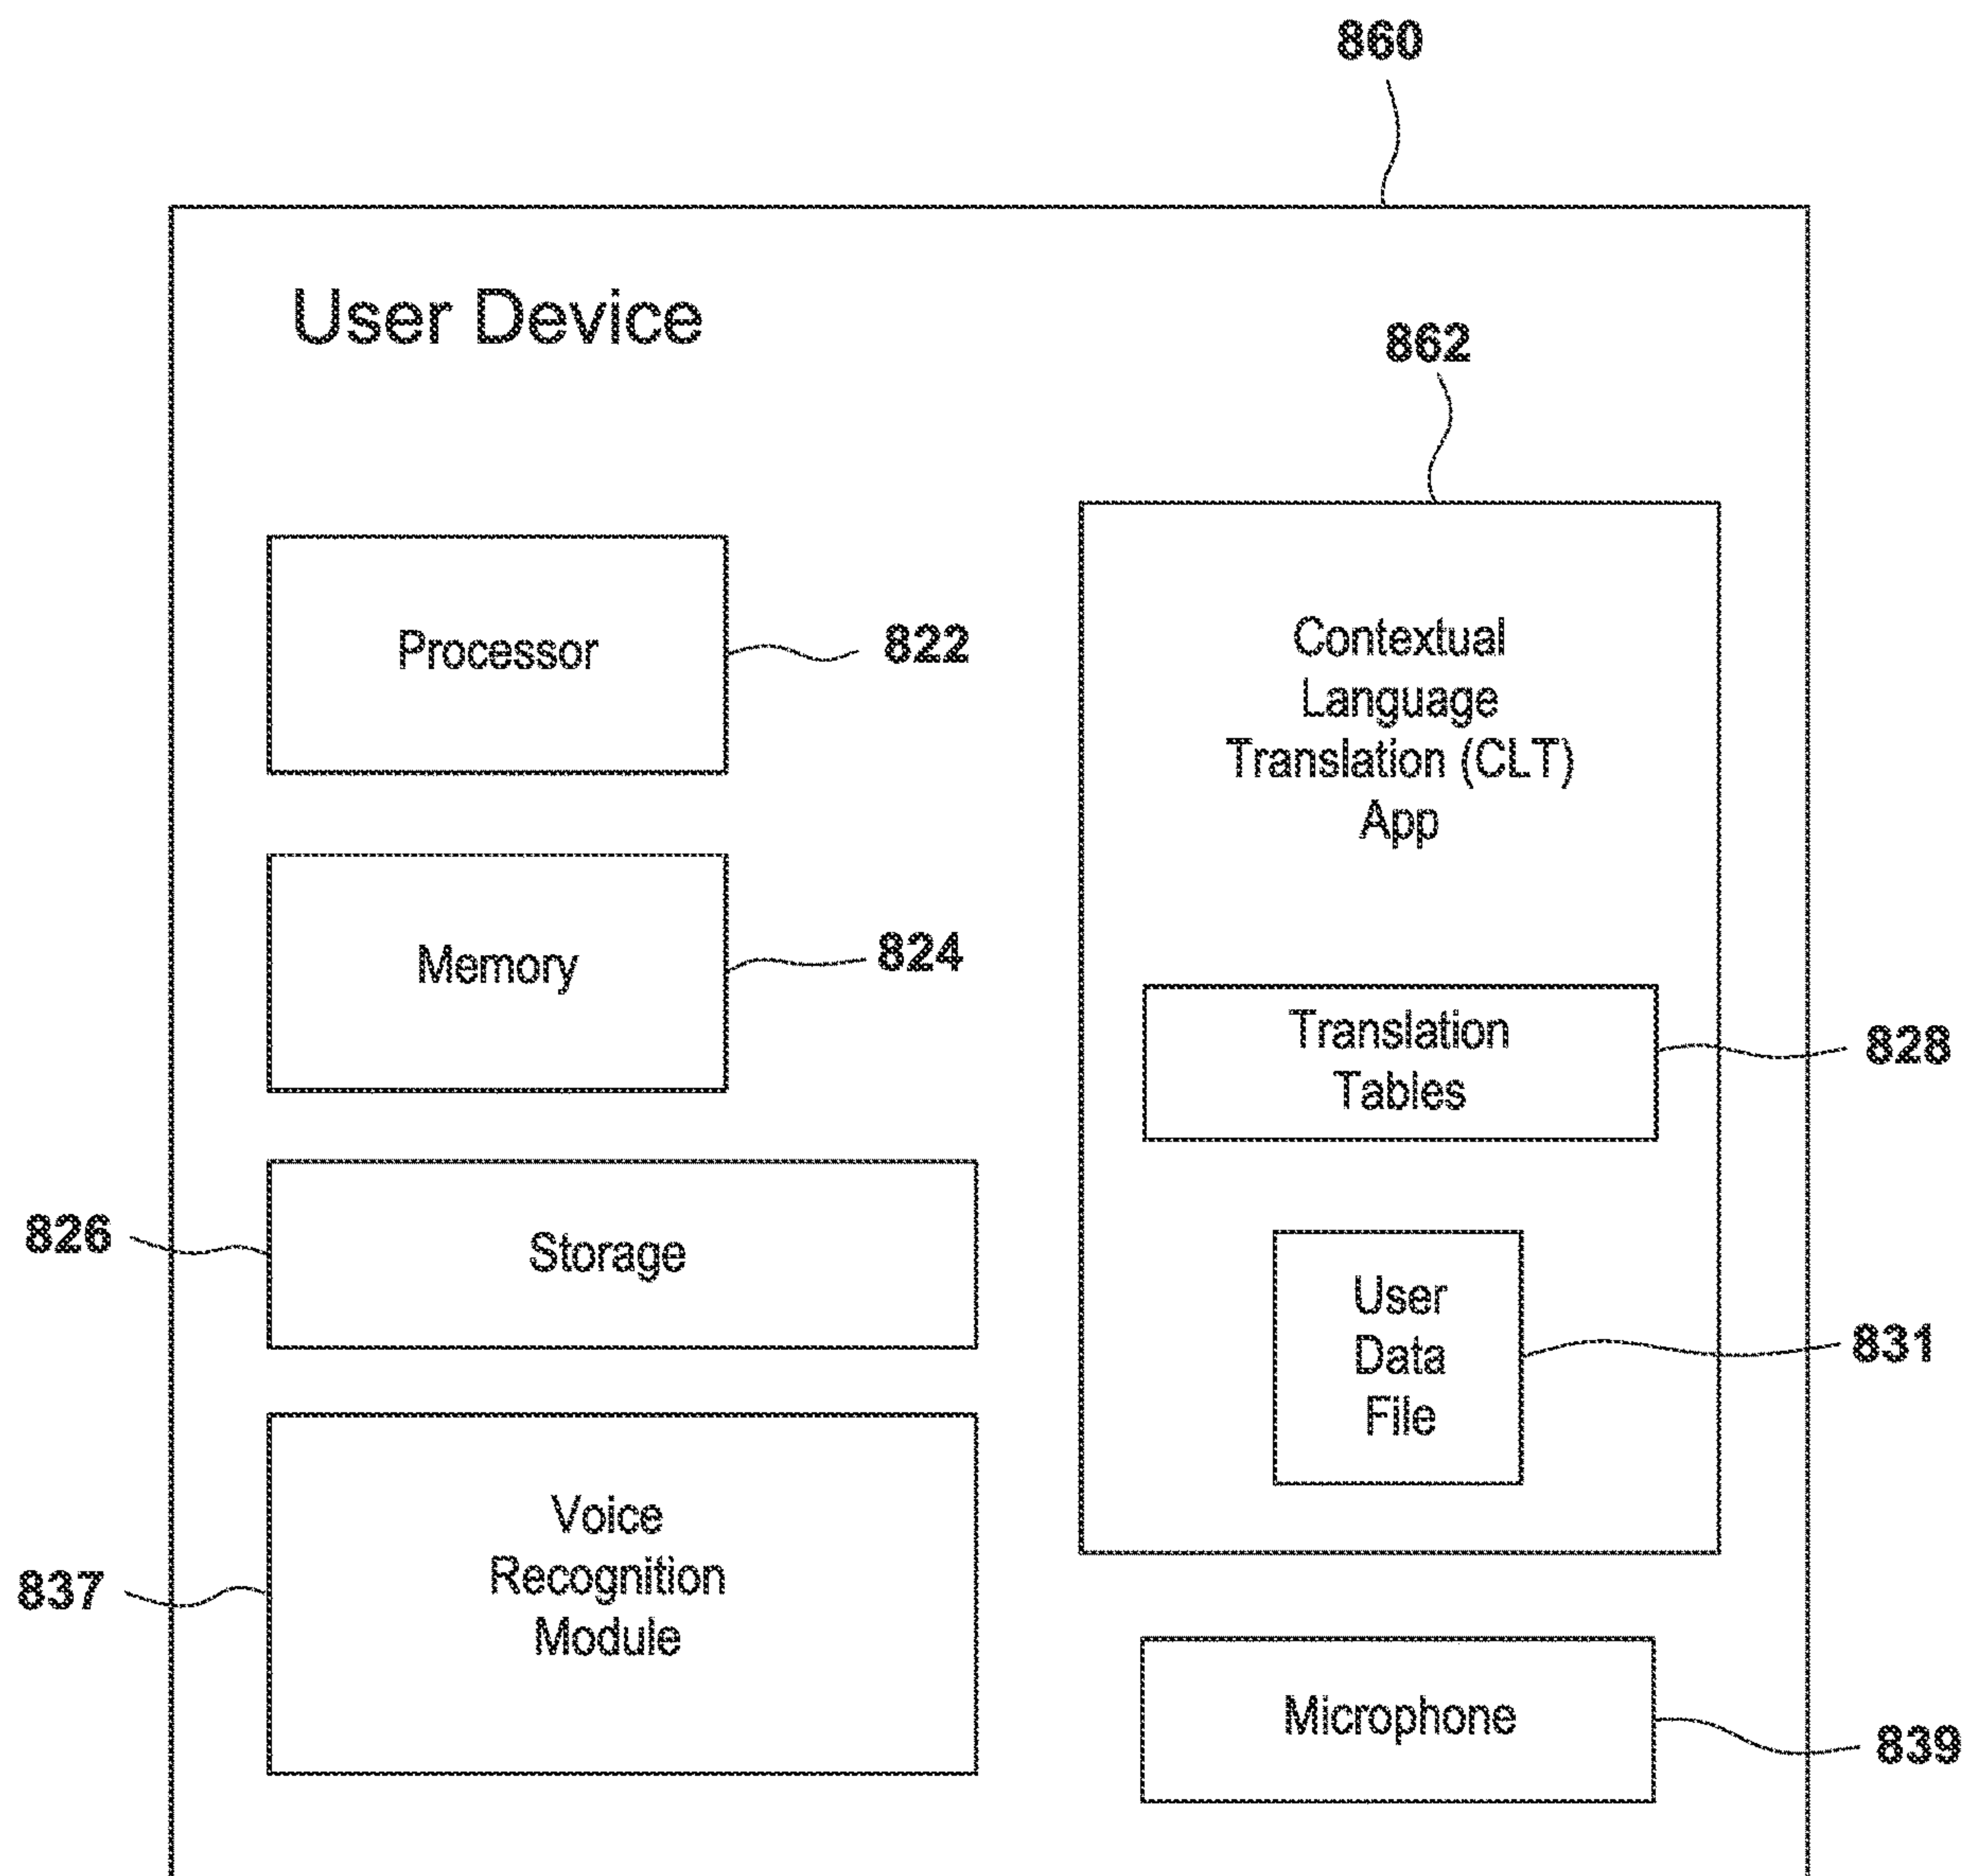 860
User Device
862
Processor
822
Contextual
Language
Translation (CLT)
App
Memory
824
Translation
Tables
828
826
Storage
User
Data
File
831
837
Voice
Recognition
Module
Microphone
839